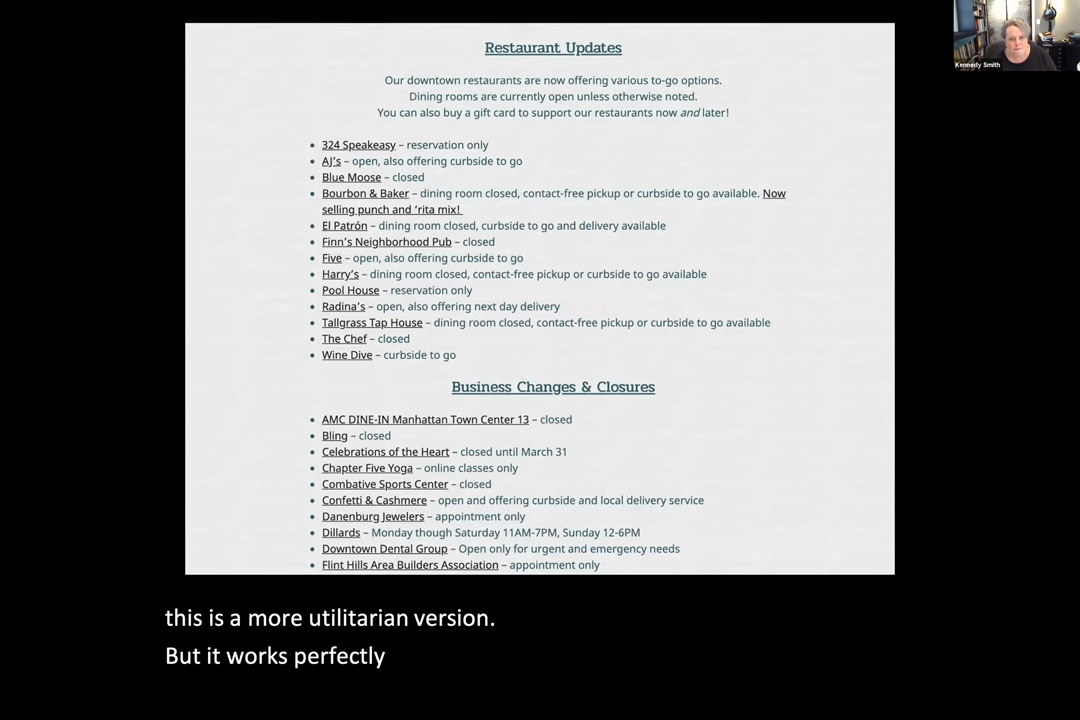 Restaurant Updates
Our downtown restaurants are now offering various to-go options.
Dining rooms are currently open unless otherwise noted.
You can also buy a gift card to support our restaurants now and later!
• 324 Speakeasy – reservation only
• AJ's – open, also offering curbside to go
• Blue Moose – closed
• Bourbon & Baker – dining room closed, contact-free pickup or curbside to go available. Now
selling punch and ‘rita mix!
• El Patrón – dining room closed, curbside to go and delivery available
• Finn's Neighborhood Pub – closed
• Five – open, also offering curbside to go
• Harry's – dining room closed, contact-free pickup or curbside to go available
• Pool House – reservation only
• Radina's – open, also offering next day delivery
• Tallgrass Tap House – dining room closed, contact-free pickup or curbside to go available
• The Chef – closed
• Wine Dive – curbside to go
Business Changes & Closures
• AMC DINE-IN Manhattan Town Center 13 – closed
• Bling – closed
• Celebrations of the Heart – closed until March 31
• Chapter Five Yoga – online classes only
• Combative Sports Center – closed
• Confetti & Cashmere – open and offering curbside and local delivery service
• Danenburg Jewelers – appointment only
• Dillards – Monday though Saturday 11AM-7PM, Sunday 12-6PM
• Downtown Dental Group – Open only for urgent and emergency needs
• Flint Hills Area Builders Association – appointment only
Kennedy Smith
this is a more utilitarian version.
But it works perfectly